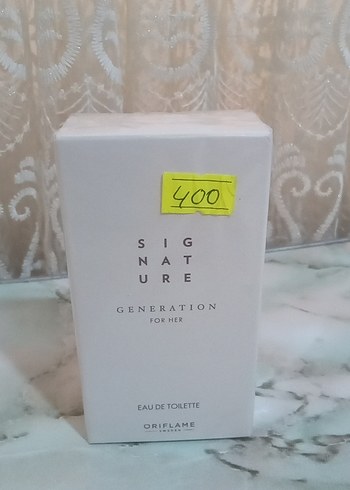 400
SIG
NAT
URE
GENERATION
FOR HER
EAU DE TOILETTE
ORIFLAME
SWEDEN